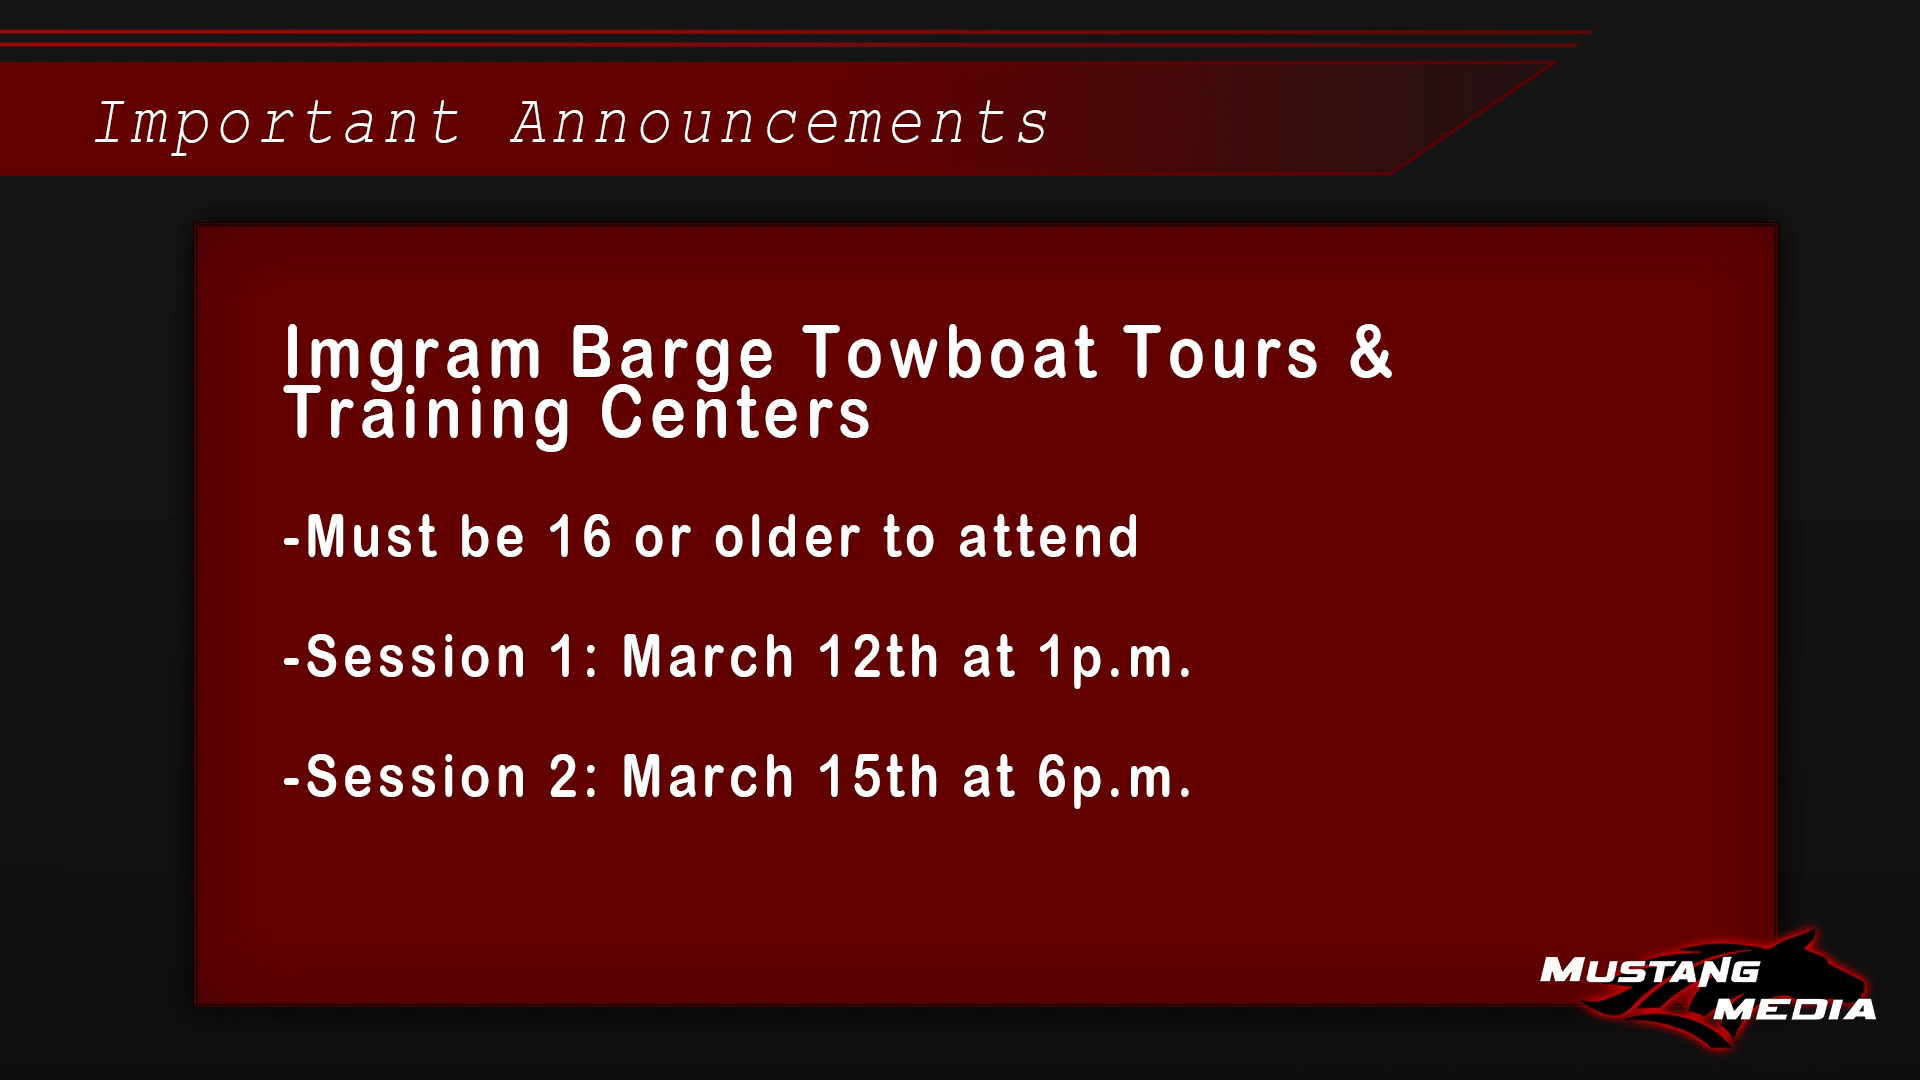 Important Announcements
Imgram Barge Towboat Tours &
Training Centers
-Must be 16 or older to attend
-Session 1: March 12th at 1p.m.
-Session 2: March 15th at 6p.m.
MUSTANG
MEDIA